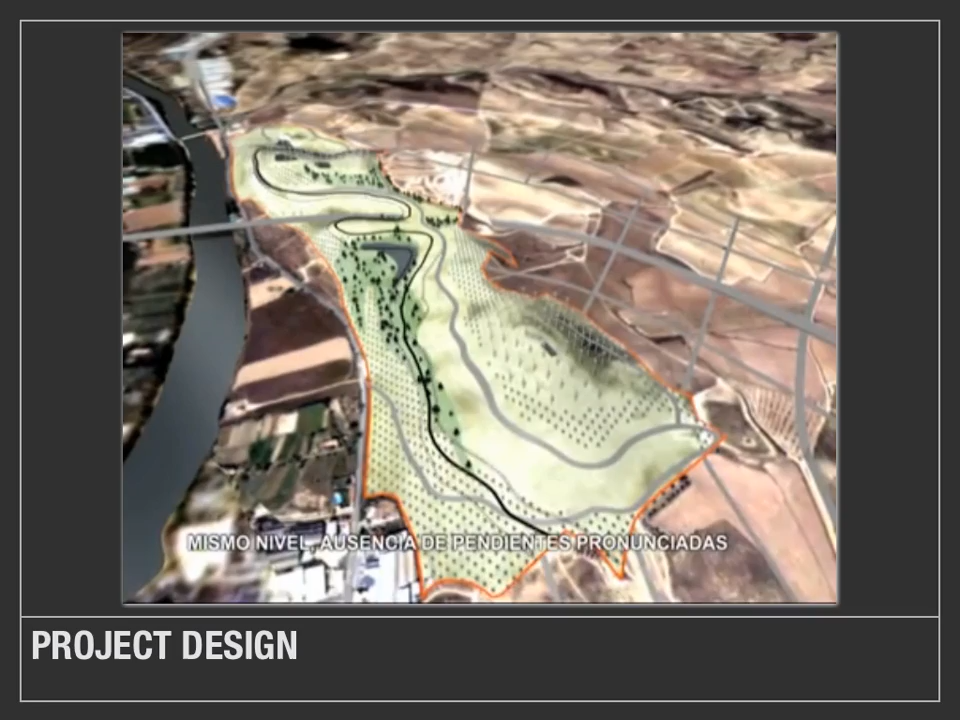 MISMO NIVEL, AUSENCIA DE PENDIENTES PRONUNCIADAS
PROJECT DESIGN